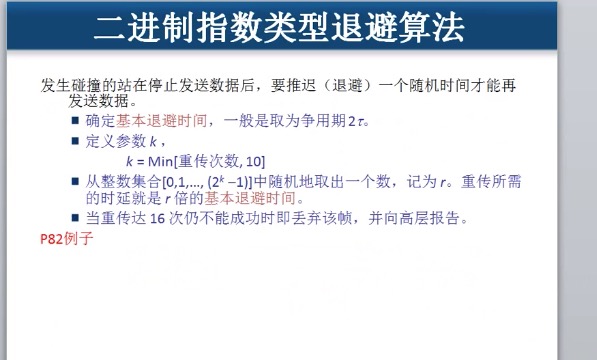 二进制指数类型退避算法
发生碰撞的站在停止发送数据后，要推迟（退避）一个随机时间才能再
发送数据。
■ 确定基本退避时间，一般是取为争用期 2τ。
■ 定义参数 k ，
k = Min[重传次数, 10]
■ 从整数集合[0,1,..., (2ᵏ −1)]中随机地取出一个数，记为 r。重传所需
的时延就是 r 倍的基本退避时间。
■ 当重传达 16 次仍不能成功时即丢弃该帧，并向高层报告。
P82例子